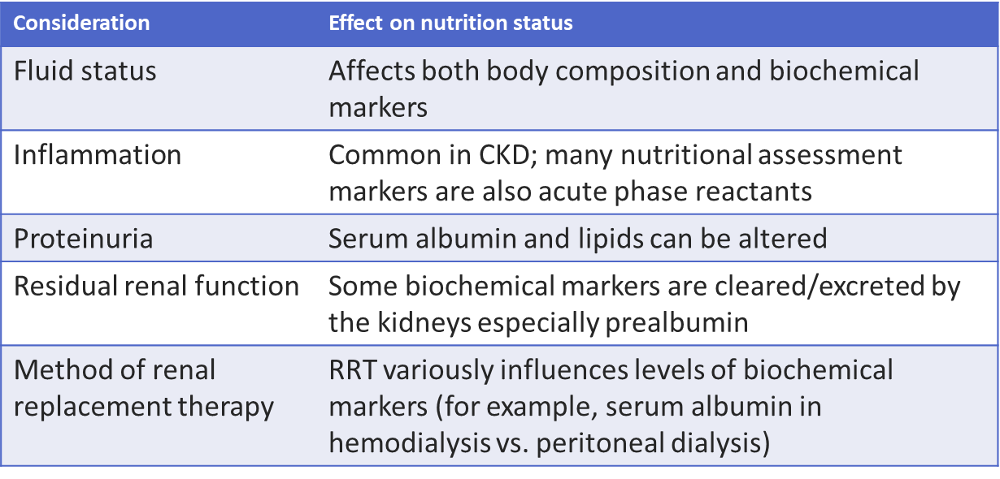 Consideration Effect on nutrition status
Fluid status Affects both body composition and biochemical
markers
Inflammation Common in CKD; many nutritional assessment
markers are also acute phase reactants
Proteinuria Serum albumin and lipids can be altered
Residual renal function Some biochemical markers are cleared/excreted by
the kidneys especially prealbumin
Method of renal RRT variously influences levels of biochemical
replacement therapy markers (for example, serum albumin in
hemodialysis vs. peritoneal dialysis)